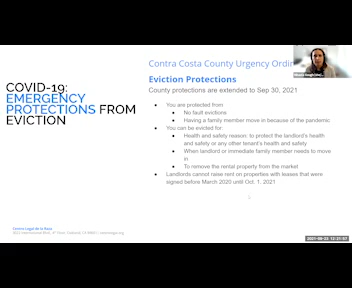 Contra Costa County Urgency Ordin
COVID-19:
EMERGENCY
PROTECTIONS FROM
EVICTION
Eviction Protections
County protections are extended to Sep 30, 2021
You are protected from
No fault evictions
Having a family member move in because of the pandemic
You can be evicted for:
Health and safety reason: to protect the landlord's health
and safety or any other tenant's health and safety
When landlord or immediate family member needs to move
in
To remove the rental property from the market
Landlords cannot raise rent on properties with leases that were
signed before March 2020 until Oct. 1, 2021
Centro Legal de la Raza